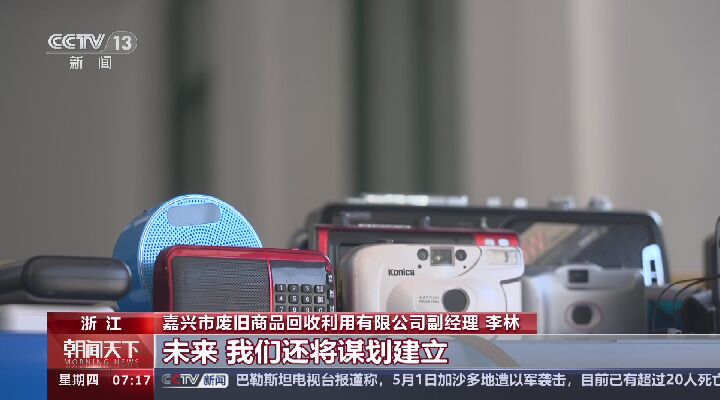 CCTV 13
新闻
Konica
浙江 嘉兴市废旧商品回收利用有限公司副经理 李林
朝闻天下
MORNING NEWS
未来 我们还将谋划建立
星期四 07:17 CCTV 新闻 巴勒斯坦电视台报道称，5月1日加沙多地遭以军袭击，目前已有超过20人死亡